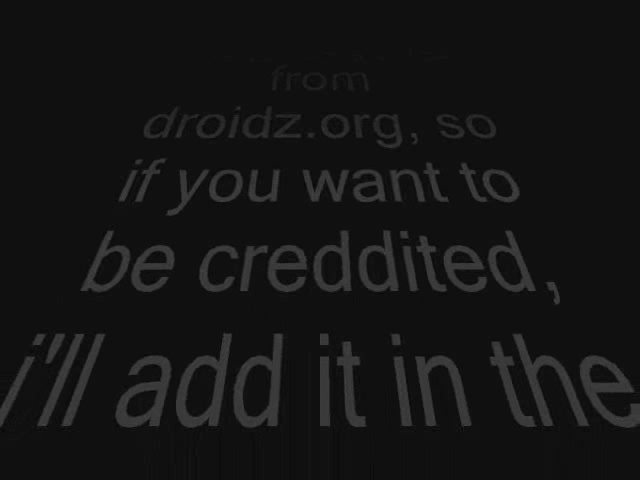 from
droidz.org, so
if you want to
be creddited,
i'll add it in the